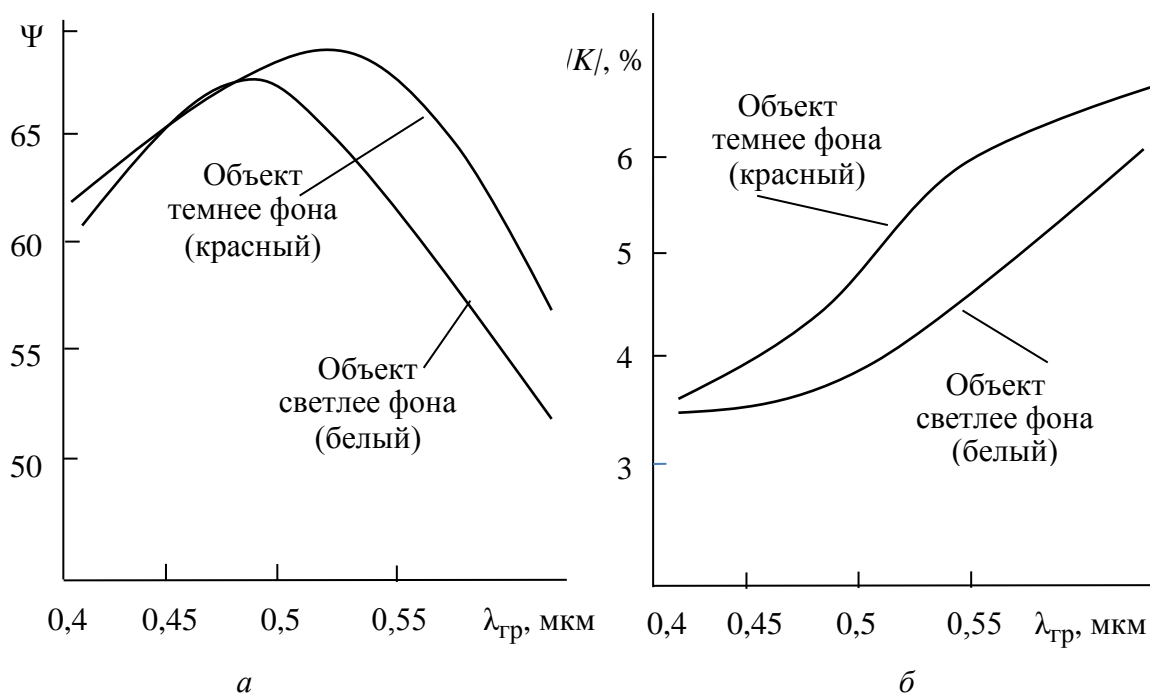 Ψ
65
60
55
50
Объект
темнее фона
(красный)
Объект
светлее фона
(белый)
0,4 0,45 0,5 0,55 λгр, мкм
а
/K/, %
6
5
4
3
Объект
темнее фона
(красный)
Объект
светлее фона
(белый)
0,4 0,45 0,5 0,55 λгр, мкм
б